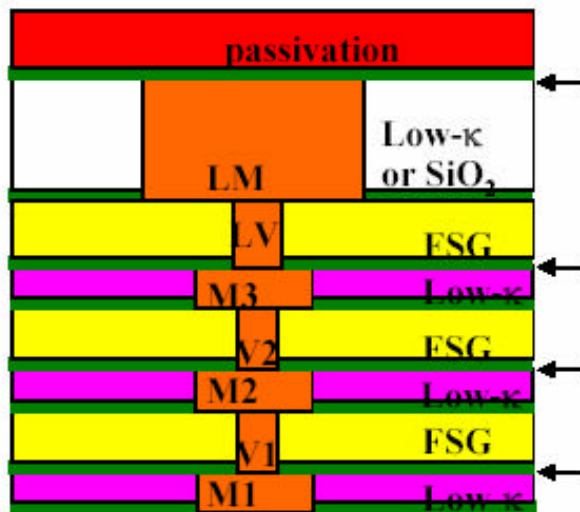 passivation
Low-κ
or SiO₂
LM
LV
FSG
M3 Low-κ
V2 FSG
M2 Low-κ
V1 FSG
M1 Low-κ